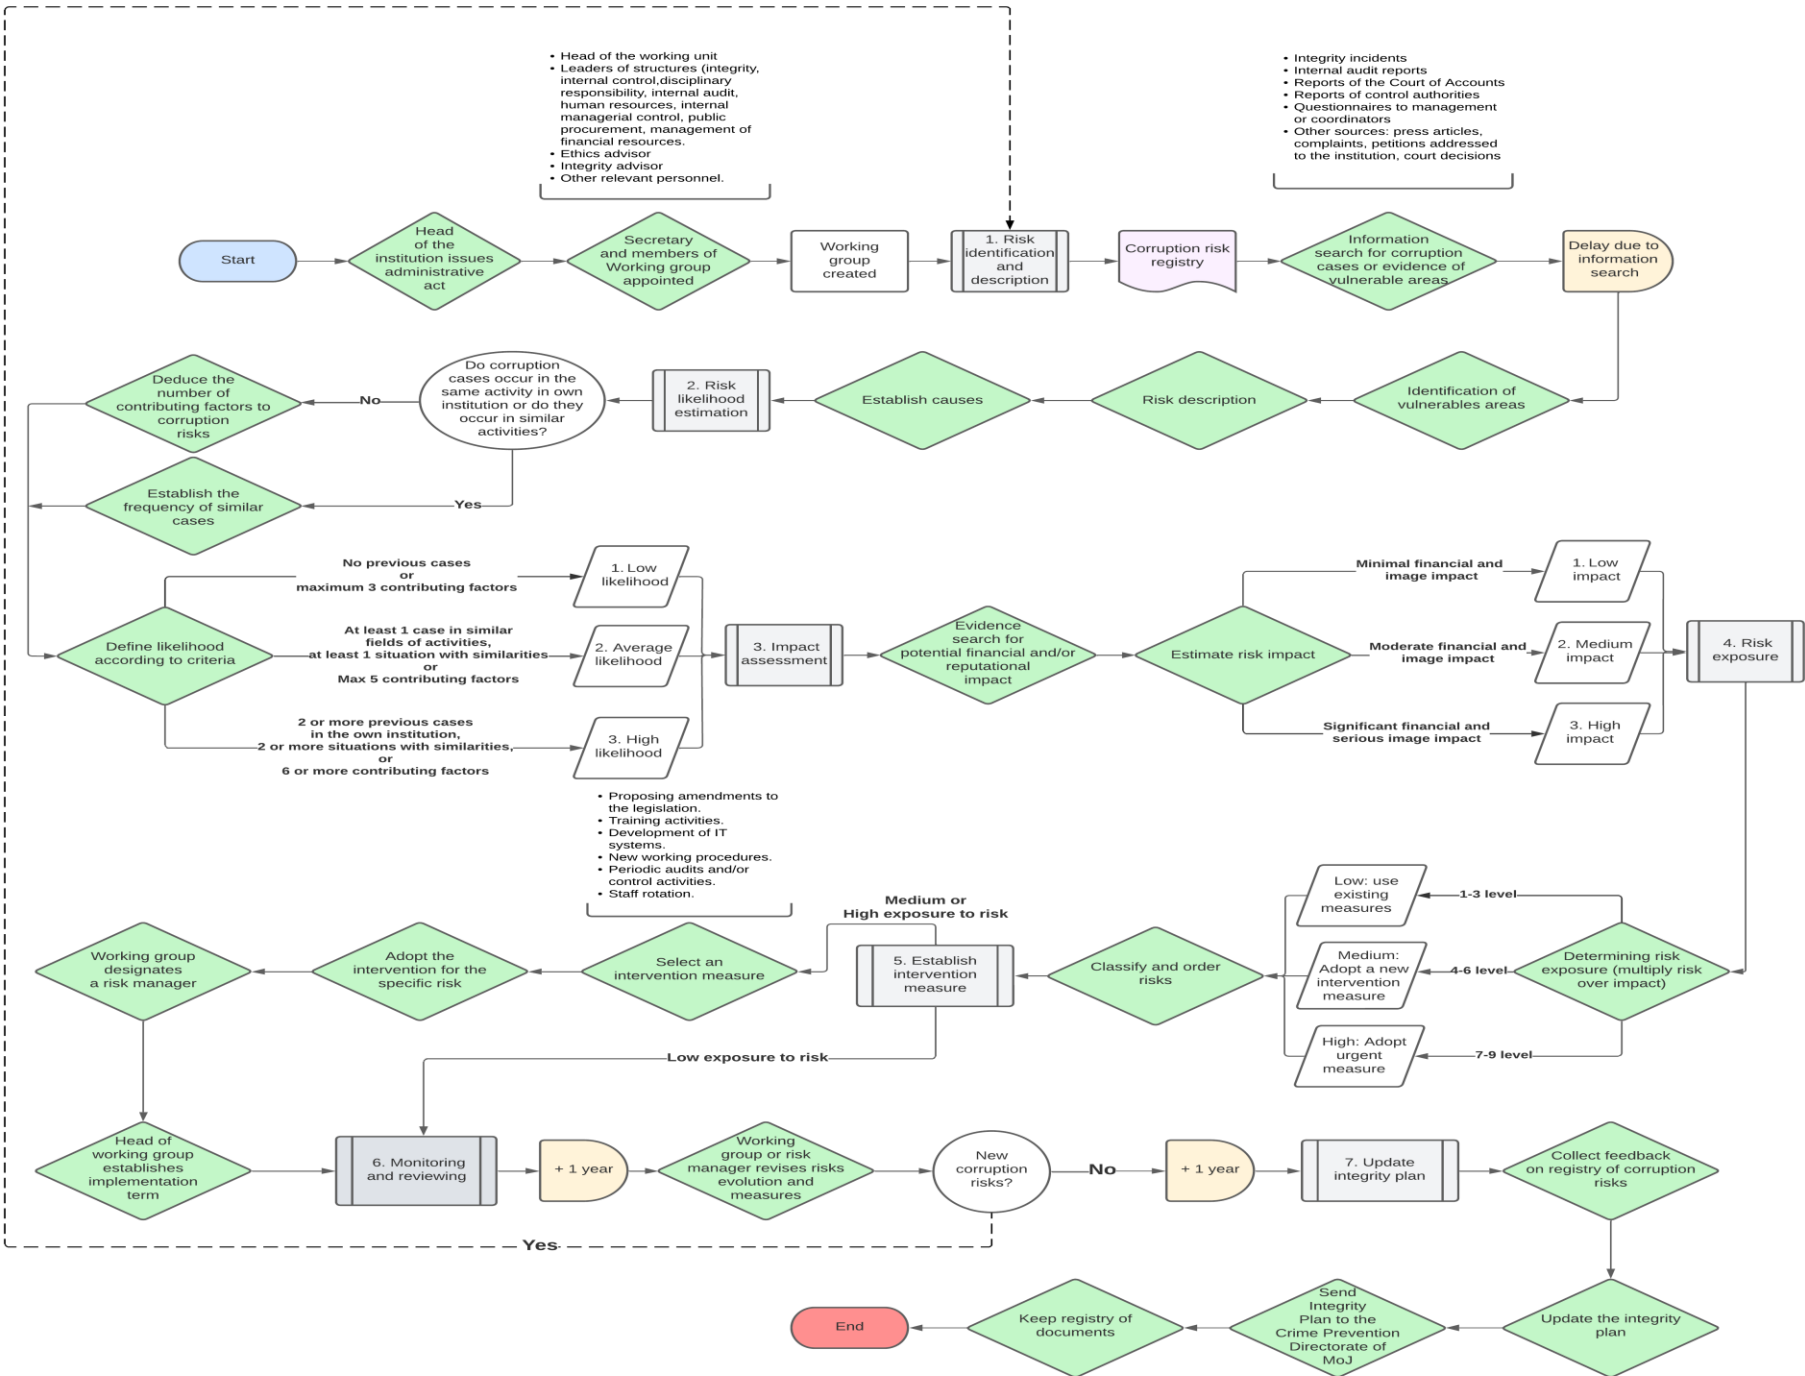 • Head of the working unit
• Leaders of structures (integrity,
internal control,disciplinary
responsibility, internal audit,
human resources, internal
managerial control, public
procurement, management of
financial resources.
• Ethics advisor
• Integrity advisor
• Other relevant personnel.
• Integrity incidents
• Internal audit reports
• Reports of the Court of Accounts
• Reports of control authorities
• Questionnaires to management
or coordinators
• Other sources: press articles,
complaints, petitions addressed
to the institution, court decisions
Start
Head
of the
institution issues
administrative
act
Secretary
and members of
Working group
appointed
Working
group
created
1. Risk
identification
and
description
Corruption risk
registry
Information
search for corruption
cases or evidence of
vulnerable areas
Delay due to
information
search
Deduce the
number of
contributing factors to
corruption
risks
No
Do corruption
cases occur in the
same activity in own
institution or do they
occur in similar
activities?
2. Risk
likelihood
estimation
Establish causes
Risk description
Identification of
vulnerables areas
Establish the
frequency of similar
cases
Yes
No previous cases
or
maximum 3 contributing factors
1. Low
likelihood
Define likelihood
according to criteria
At least 1 case in similar
fields of activities,
at least 1 situation with similarities
or
Max 5 contributing factors
2. Average
likelihood
2 or more previous cases
in the own institution,
2 or more situations with similarities,
or
6 or more contributing factors
3. High
likelihood
3. Impact
assessment
Evidence
search for
potential financial and/or
reputational
impact
Estimate risk impact
Minimal financial and
image impact
1. Low
impact
Moderate financial and
image impact
2. Medium
impact
Significant financial and
serious image impact
3. High
impact
4. Risk
exposure
• Proposing amendments to
the legislation.
• Training activities.
• Development of IT
systems.
• New working procedures.
• Periodic audits and/or
control activities.
• Staff rotation.
Working group
designates
a risk manager
Adopt the
intervention for the
specific risk
Select an
intervention measure
Medium or
High exposure to risk
5. Establish
intervention
measure
Classify and order
risks
Low: use
existing
measures
1-3 level
Medium:
Adopt a new
intervention
measure
4-6 level
High: Adopt
urgent
measure
7-9 level
Determining risk
exposure (multiply risk
over impact)
Low exposure to risk
Head of
working group
establishes
implementation
term
6. Monitoring
and reviewing
+ 1 year
Working
group or risk
manager revises risks
evolution and
measures
New
corruption
risks?
No
+ 1 year
7. Update
integrity plan
Collect feedback
on registry of corruption
risks
Yes
End
Keep registry of
documents
Send
Integrity
Plan to the
Crime Prevention
Directorate of
MoJ
Update the integrity
plan